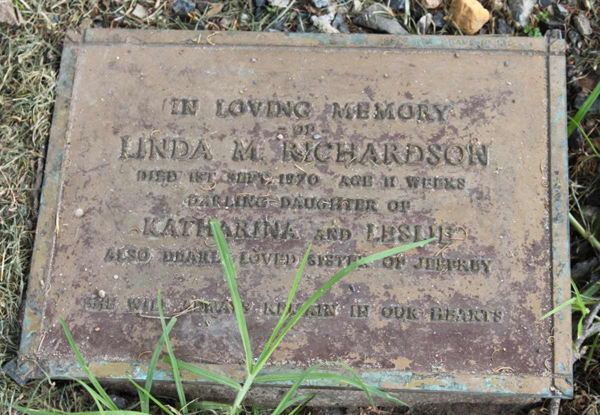 IN LOVING MEMORY
OF
LINDA M. RICHARDSON
DIED 1ST SEPT. 1970 AGE 11 WEEKS
DARLING DAUGHTER OF
KATHARINA AND LESLIE
ALSO DEARLY LOVED SISTER OF JEFFREY
SHE WILL ALWAYS REMAIN IN OUR HEARTS